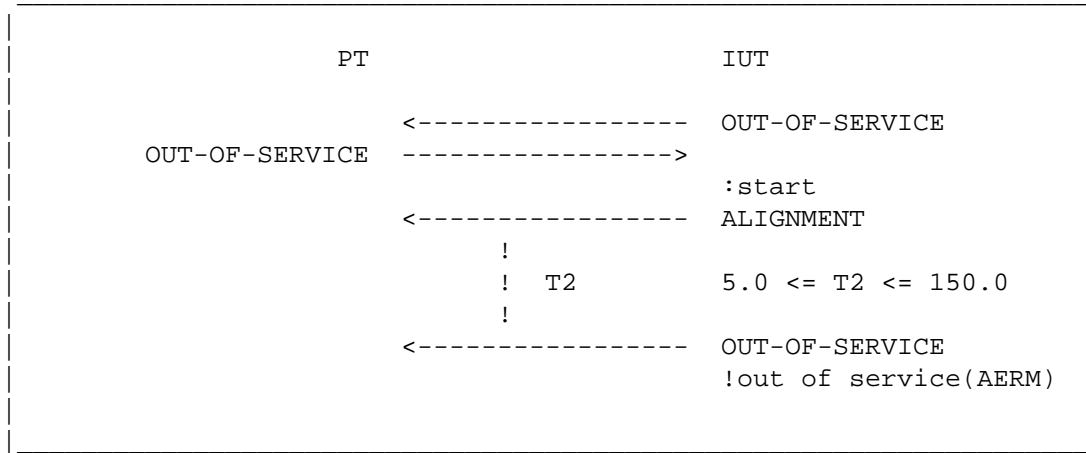 PT IUT
<----------------- OUT-OF-SERVICE
OUT-OF-SERVICE ----------------->
:start
<----------------- ALIGNMENT
!
! T2 5.0 <= T2 <= 150.0
!
<----------------- OUT-OF-SERVICE
!out of service(AERM)